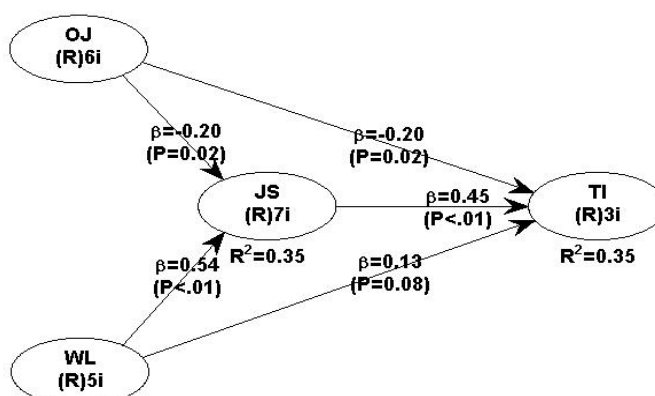 OJ
(R)6i
β=-0.20
(P=0.02)
β=-0.20
(P=0.02)
JS
(R)7i
β=0.45
(P<.01)
TI
(R)3i
R²=0.35
R²=0.35
β=0.54
(P<.01)
β=0.13
(P=0.08)
WL
(R)5i